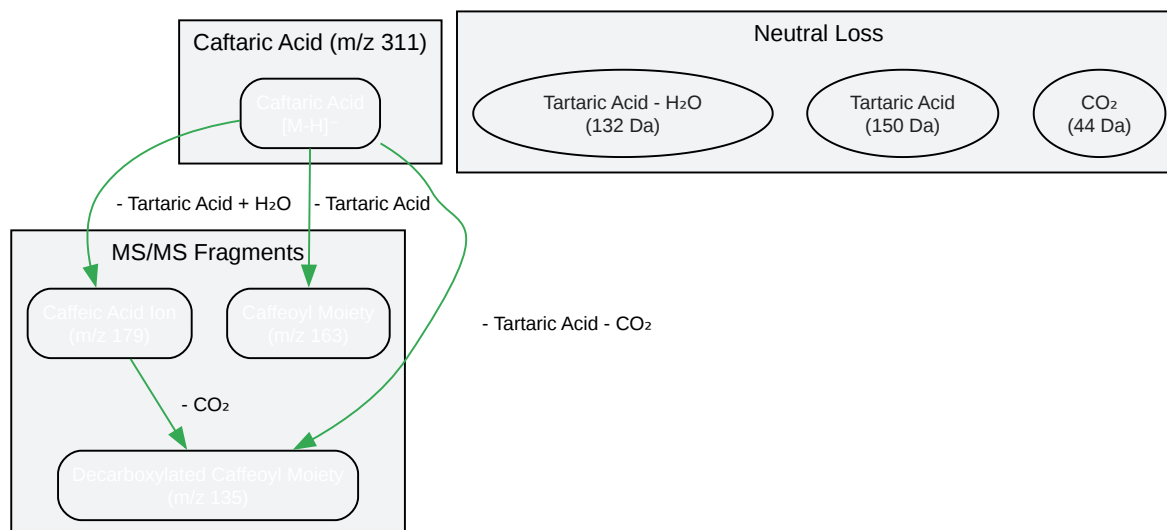 Caftaric Acid (m/z 311)
Caftaric Acid
[M-H]⁻
Neutral Loss
Tartaric Acid - H₂O
(132 Da)
Tartaric Acid
(150 Da)
CO₂
(44 Da)
- Tartaric Acid + H₂O
- Tartaric Acid
MS/MS Fragments
Caffeic Acid Ion
(m/z 179)
Caffeoyl Moiety
(m/z 163)
- Tartaric Acid - CO₂
- CO₂
Decarboxylated Caffeoyl Moiety
(m/z 135)